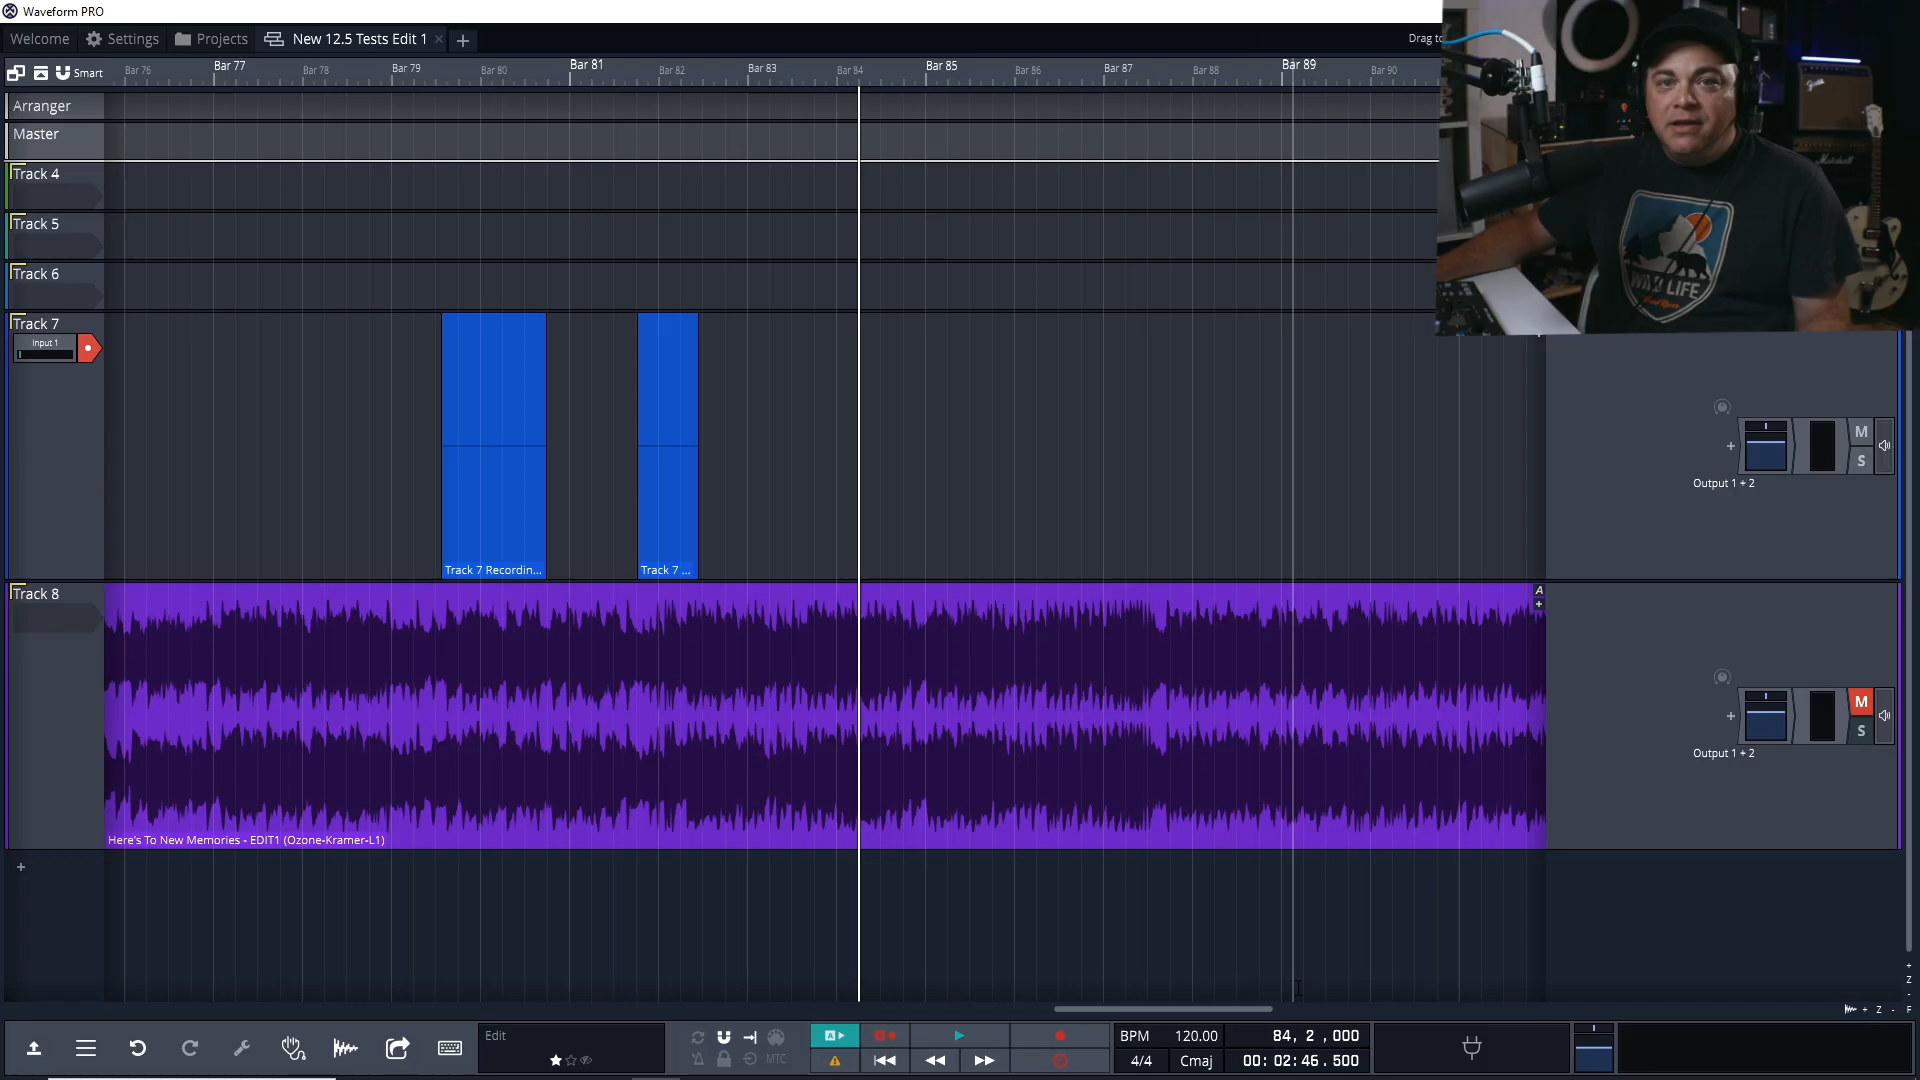 Waveform PRO
Welcome
Settings
Projects
New 12.5 Tests Edit 1
Drag to
Smart
Bar 76
Bar 77
Bar 78
Bar 79
Bar 80
Bar 81
Bar 82
Bar 83
Bar 84
Bar 85
Bar 86
Bar 87
Bar 88
Bar 89
Bar 90
Arranger
Master
Track 4
Track 5
Track 6
Track 7
Input 1
Track 7 Recordin...
Track 7 ...
M
S
Output 1 + 2
Track 8
A
Here's To New Memories - EDIT1 (Ozone-Kramer-L1)
M
S
Output 1 + 2
WILD LIFE
Marshall
Z
F
Z
F
Edit
MTC
A
BPM 120.00
4/4 Cmaj
84, 2 ,000
00: 02:46.500